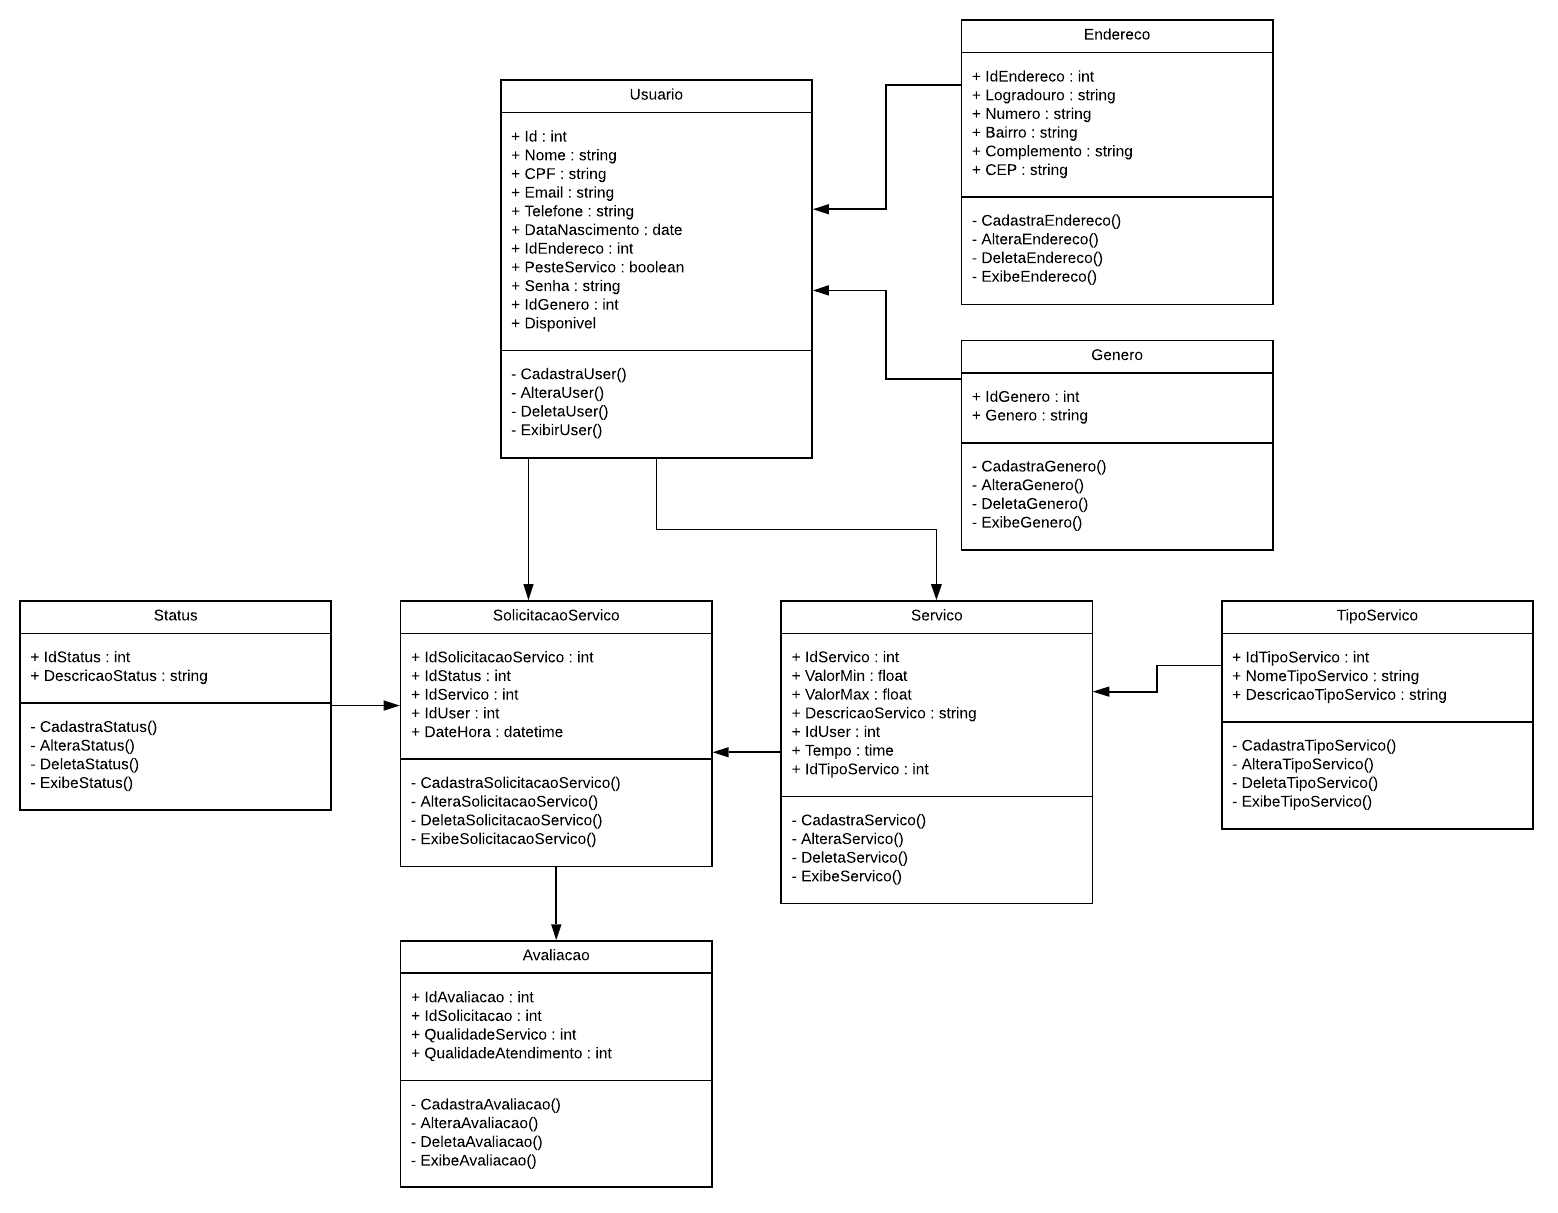 Endereco
+ IdEndereco : int
+ Logradouro : string
+ Numero : string
+ Bairro : string
+ Complemento : string
+ CEP : string
- CadastraEndereco()
- AlteraEndereco()
- DeletaEndereco()
- ExibeEndereco()
Usuario
+ Id : int
+ Nome : string
+ CPF : string
+ Email : string
+ Telefone : string
+ DataNascimento : date
+ IdEndereco : int
+ PesteServico : boolean
+ Senha : string
+ IdGenero : int
+ Disponivel
- CadastraUser()
- AlteraUser()
- DeletaUser()
- ExibirUser()
Genero
+ IdGenero : int
+ Genero : string
- CadastraGenero()
- AlteraGenero()
- DeletaGenero()
- ExibeGenero()
Status
+ IdStatus : int
+ DescricaoStatus : string
- CadastraStatus()
- AlteraStatus()
- DeletaStatus()
- ExibeStatus()
SolicitacaoServico
+ IdSolicitacaoServico : int
+ IdStatus : int
+ IdServico : int
+ IdUser : int
+ DateHora : datetime
- CadastraSolicitacaoServico()
- AlteraSolicitacaoServico()
- DeletaSolicitacaoServico()
- ExibeSolicitacaoServico()
Servico
+ IdServico : int
+ ValorMin : float
+ ValorMax : float
+ DescricaoServico : string
+ IdUser : int
+ Tempo : time
+ IdTipoServico : int
- CadastraServico()
- AlteraServico()
- DeletaServico()
- ExibeServico()
TipoServico
+ IdTipoServico : int
+ NomeTipoServico : string
+ DescricaoTipoServico : string
- CadastraTipoServico()
- AlteraTipoServico()
- DeletaTipoServico()
- ExibeTipoServico()
Avaliacao
+ IdAvaliacao : int
+ IdSolicitacao : int
+ QualidadeServico : int
+ QualidadeAtendimento : int
- CadastraAvaliacao()
- AlteraAvaliacao()
- DeletaAvaliacao()
- ExibeAvaliacao()